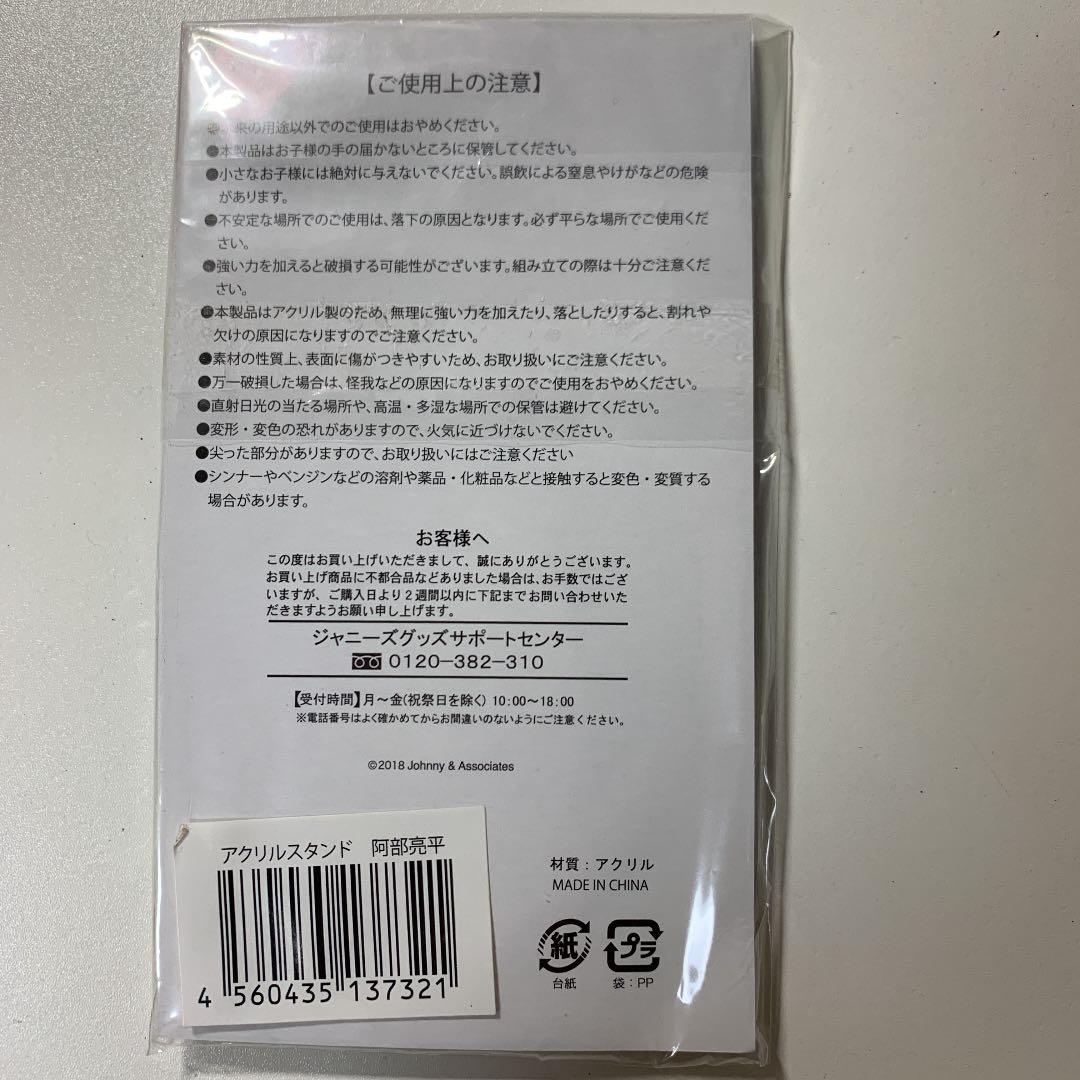 【ご使用上の注意】
●本来の用途以外でのご使用はおやめください。
●本製品はお子様の手の届かないところに保管してください。
●小さなお子様には絶対に与えないでください。誤飲による窒息やけがなどの危険
があります。
●不安定な場所でのご使用は、落下の原因となります。必ず平らな場所でご使用くだ
さい。
●強い力を加えると破損する可能性がございます。組み立ての際は十分ご注意くだ
さい。
●本製品はアクリル製のため、無理に強い力を加えたり、落としたりすると、割れや
欠けの原因になりますのでご注意ください。
●素材の性質上、表面に傷がつきやすいため、お取り扱いにご注意ください。
●万一破損した場合は、怪我などの原因になりますのでご使用をおやめください。
●直射日光の当たる場所や、高温・多湿な場所での保管は避けてください。
●変形・変色の恐れがありますので、火気に近づけないでください。
●尖った部分がありますので、お取り扱いにはご注意ください
●シンナーやベンジンなどの溶剤や薬品・化粧品などと接触すると変色・変質する
場合があります。
お客様へ
この度はお買い上げいただきまして、誠にありがとうございます。
お買い上げ商品に不都合品などありました場合は、お手数ではござ
いますが、ご購入日より2週間以内に下記までお問い合わせいた
だきますようお願い申し上げます。
ジャニーズグッズサポートセンター
0120-382-310
【受付時間】月～金(祝祭日を除く) 10:00～18:00
※電話番号はよく確かめてからお間違いのないようにご注意ください。
©2018 Johnny & Associates
アクリルスタンド 阿部亮平
4 560435 137321
材質：アクリル
MADE IN CHINA
紙 プラ
台紙 袋：PP